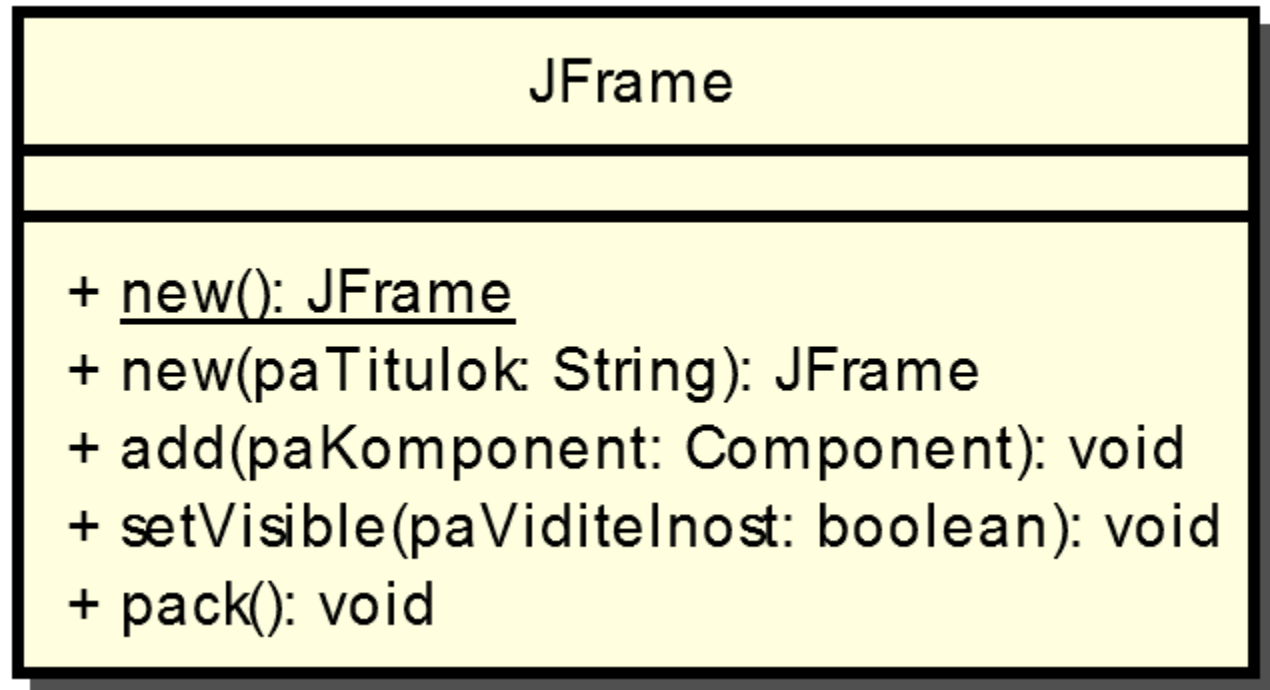 JFrame
+ new(): JFrame
+ new(paTitulok: String): JFrame
+ add(paKomponent: Component): void
+ setVisible(paViditelnost: boolean): void
+ pack(): void